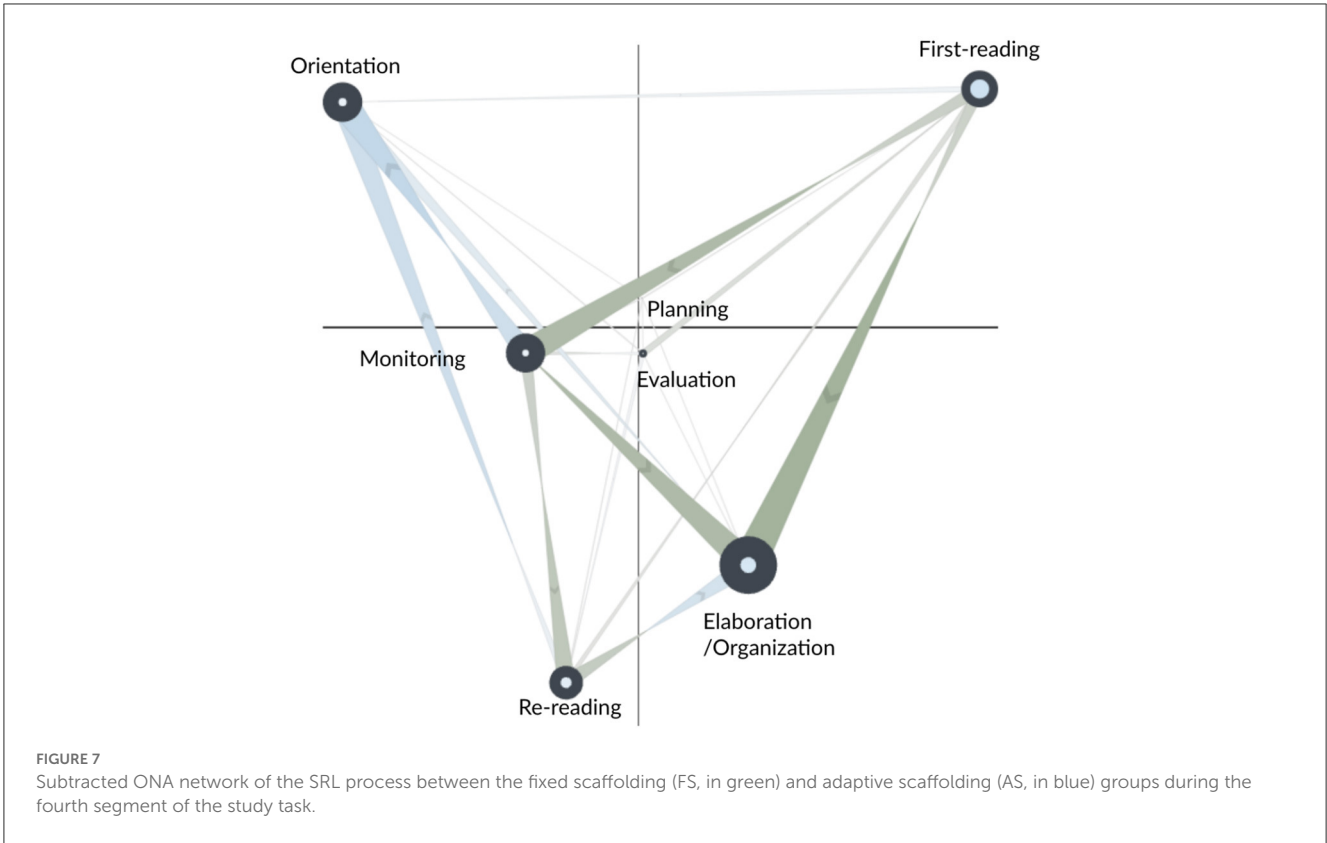 Orientation
First-reading
Planning
Monitoring
Evaluation
Elaboration
/Organization
Re-reading
FIGURE 7
Subtracted ONA network of the SRL process between the fixed scaffolding (FS, in green) and adaptive scaffolding (AS, in blue) groups during the
fourth segment of the study task.